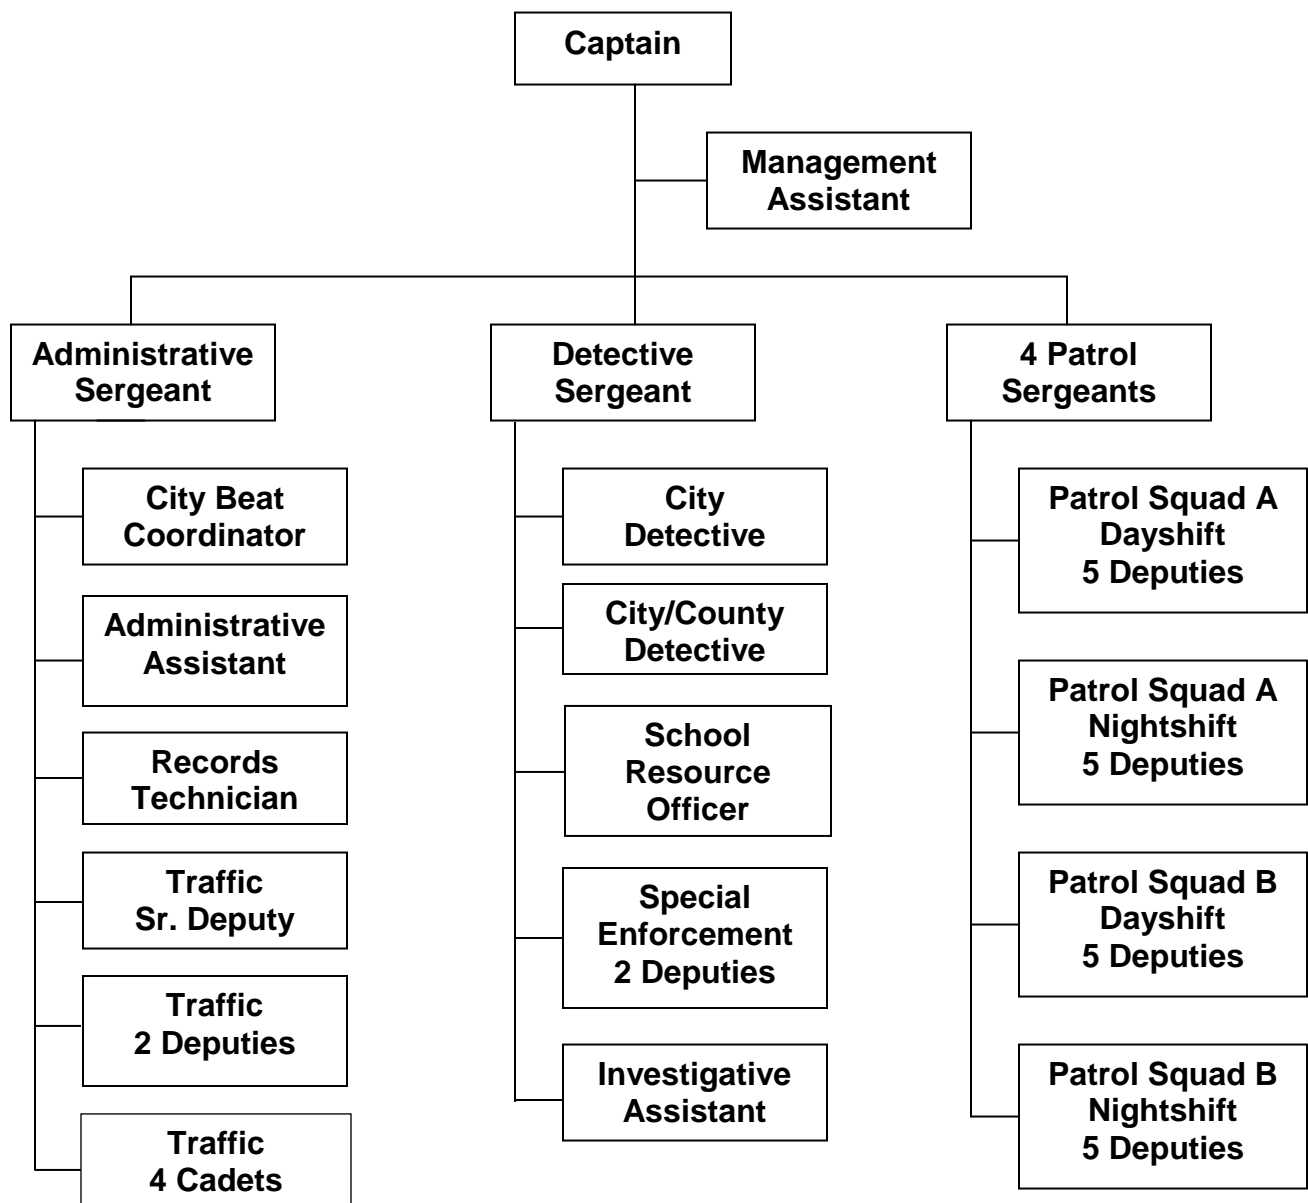 Captain
Management
Assistant
Administrative
Sergeant
City Beat
Coordinator
Administrative
Assistant
Records
Technician
Traffic
Sr. Deputy
Traffic
2 Deputies
Traffic
4 Cadets
Detective
Sergeant
City
Detective
City/County
Detective
School
Resource
Officer
Special
Enforcement
2 Deputies
Investigative
Assistant
4 Patrol
Sergeants
Patrol Squad A
Dayshift
5 Deputies
Patrol Squad A
Nightshift
5 Deputies
Patrol Squad B
Dayshift
5 Deputies
Patrol Squad B
Nightshift
5 Deputies